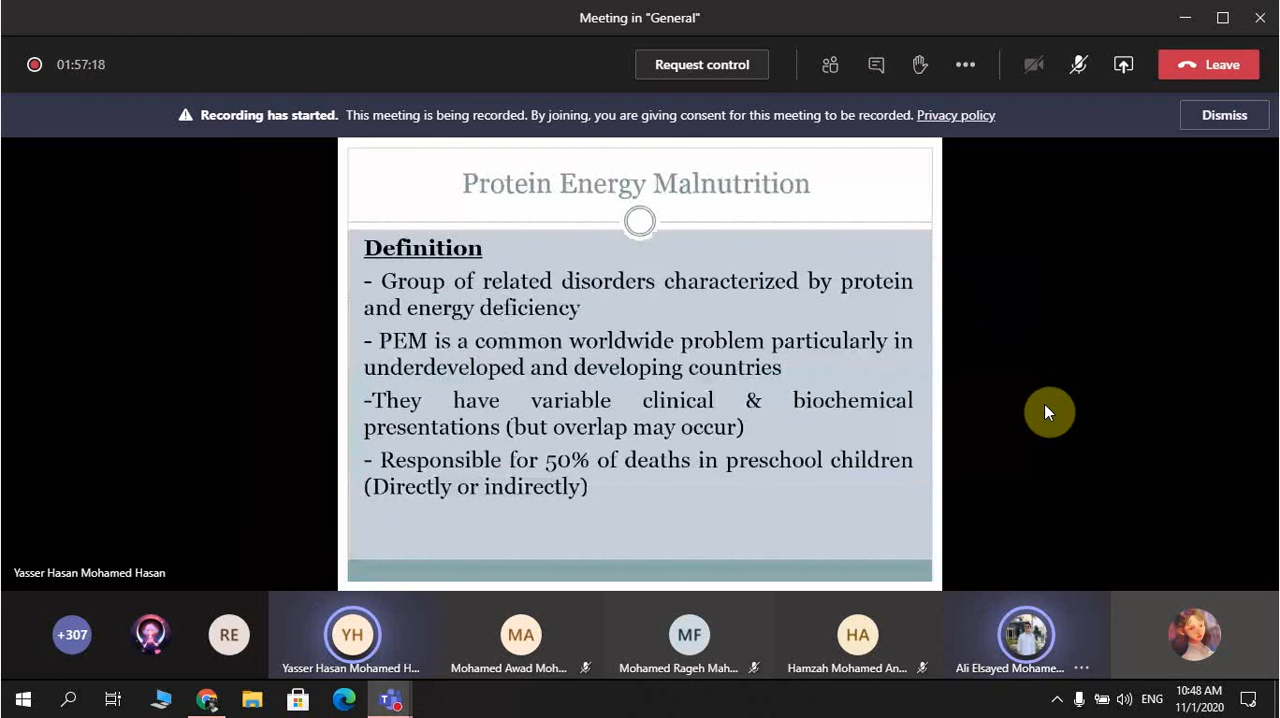 Meeting in "General"
01:57:18
Request control
Leave
Recording has started. This meeting is being recorded. By joining, you are giving consent for this meeting to be recorded. Privacy policy
Dismiss
Protein Energy Malnutrition
Definition
- Group of related disorders characterized by protein
and energy deficiency
- PEM is a common worldwide problem particularly in
underdeveloped and developing countries
-They have variable clinical & biochemical
presentations (but overlap may occur)
- Responsible for 50% of deaths in preschool children
(Directly or indirectly)
Yasser Hasan Mohamed Hasan
+307
RE
YH
MA
MF
HA
Yasser Hasan Mohamed H...
Mohamed Awad Moh...
Mohamed Rageh Mah...
Hamzah Mohamed An...
Ali Elsayed Mohame...
ENG
10:48 AM
11/1/2020